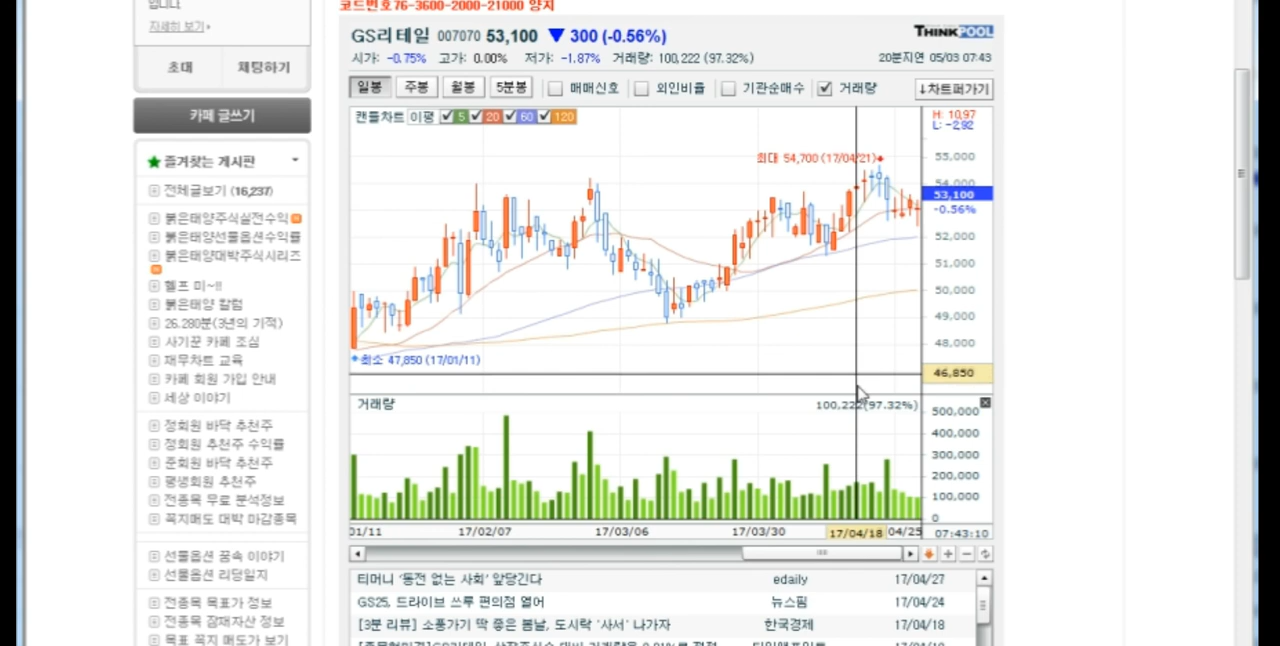 입니다.
자세히 보기
초대 채팅하기
카페 글쓰기
즐겨찾는 게시판
전체글보기 (16,237)
붉은태양주식실전수익
붉은태양선물옵션수익률
붉은태양대박주식시리즈
헬프 미~!!
붉은태양 칼럼
26.280분(3년의 기적)
사기꾼 카페 조심
재무차트 교육
카페 회원 가입 안내
세상 이야기
정회원 바닥 추천주
정회원 추천주 수익률
준회원 바닥 추천주
평생회원 추천주
전종목 무료 분석정보
꼭지매도 대박 마감종목
선물옵션 꿈속 이야기
선물옵션 리딩일지
전종목 목표가 정보
전종목 잠재자산 정보
목표 꼭지 매도가 보기
코드번호76-3600-2000-21000 양지
GS리테일 007070 53,100 ▼ 300 (-0.56%)
THINKPOOL
시가: -0.75% 고가: 0.00% 저가: -1.87% 거래량: 100,222 (97.32%)
20분지연 05/03 07:43
일봉 주봉 월봉 5분봉 매매신호 외인비율 기관순매수 거래량 ↓차트퍼가기
캔들차트 이평 5 20 60 120
H: 10.97
L: -2.92
최대 54,700 (17/04/21)
55,000
54,000
53,100
-0.56%
52,000
51,000
50,000
49,000
48,000
최소 47,850 (17/01/11)
46,850
거래량
100,222(97.32%)
500,000
400,000
300,000
200,000
100,000
0
01/11 17/02/07 17/03/06 17/03/30 17/04/18 04/25 07:43:10
티머니 '동전 없는 사회' 앞당긴다 edaily 17/04/27
GS25, 드라이브 쓰루 편의점 열어 뉴스핌 17/04/24
[3분 리뷰] 소풍가기 딱 좋은 봄날, 도시락 '사서' 나가자 한국경제 17/04/18